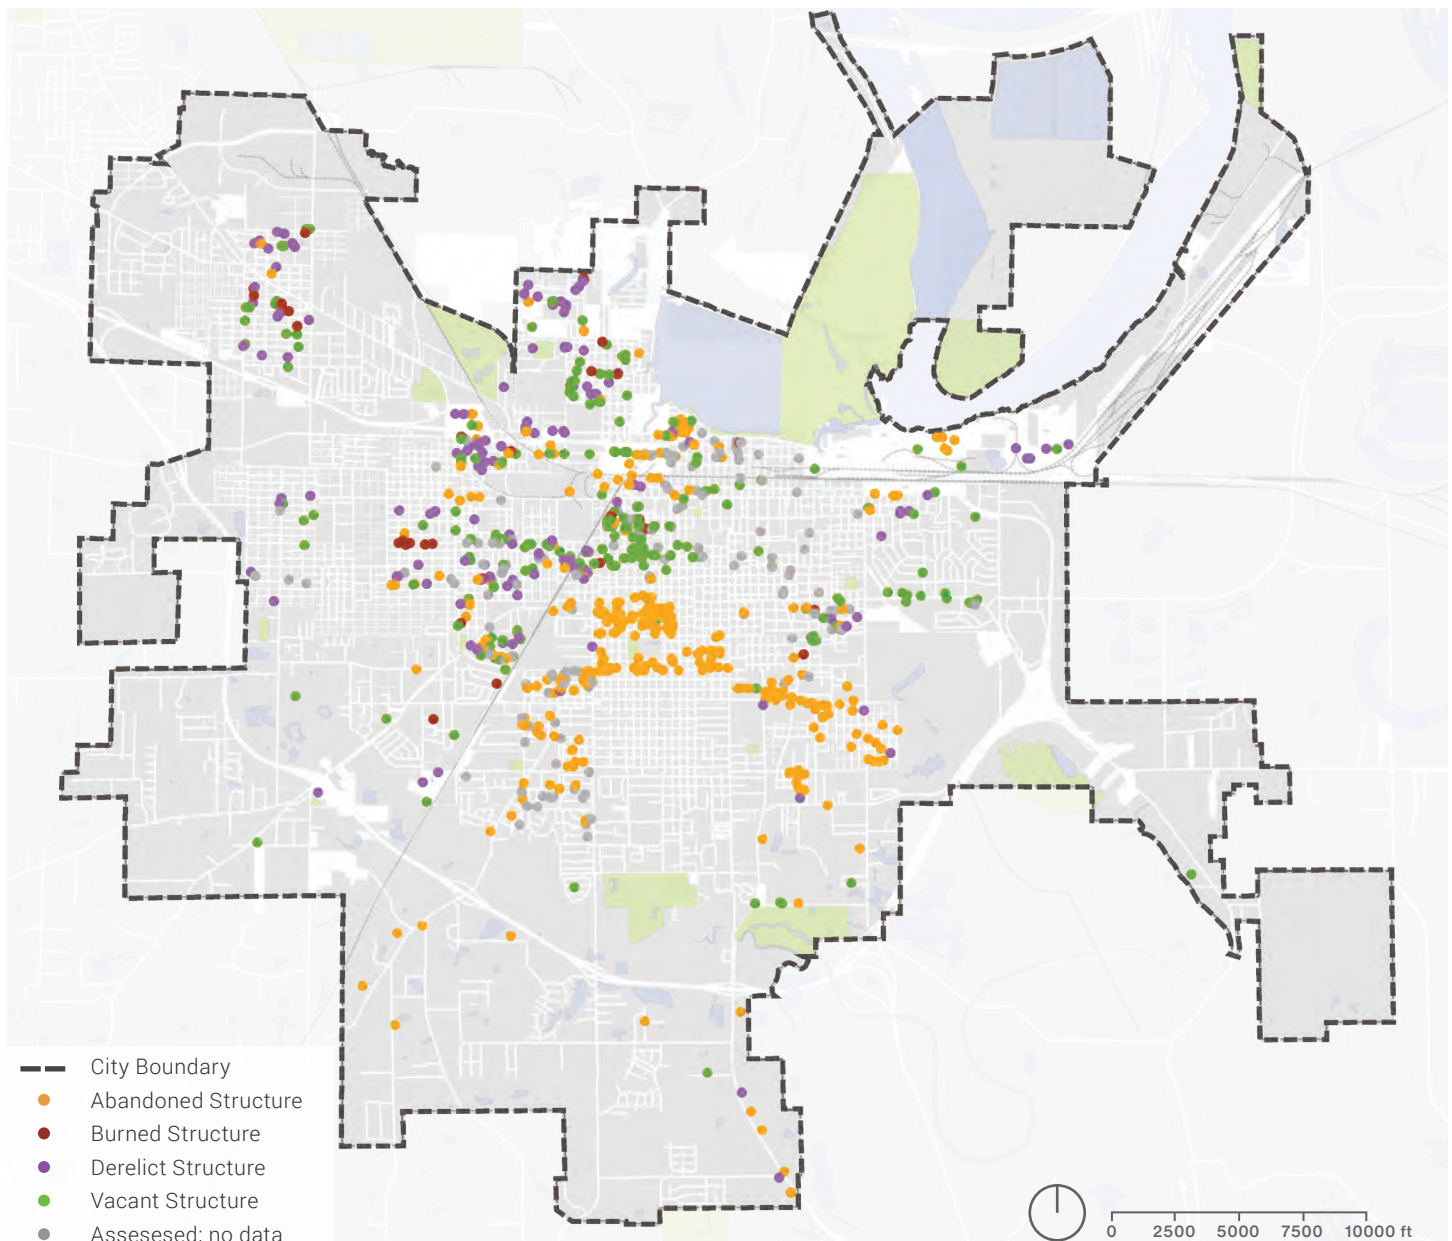 City Boundary
Abandoned Structure
Burned Structure
Derelict Structure
Vacant Structure
Assesesed: no data
0 2500 5000 7500 10000 ft